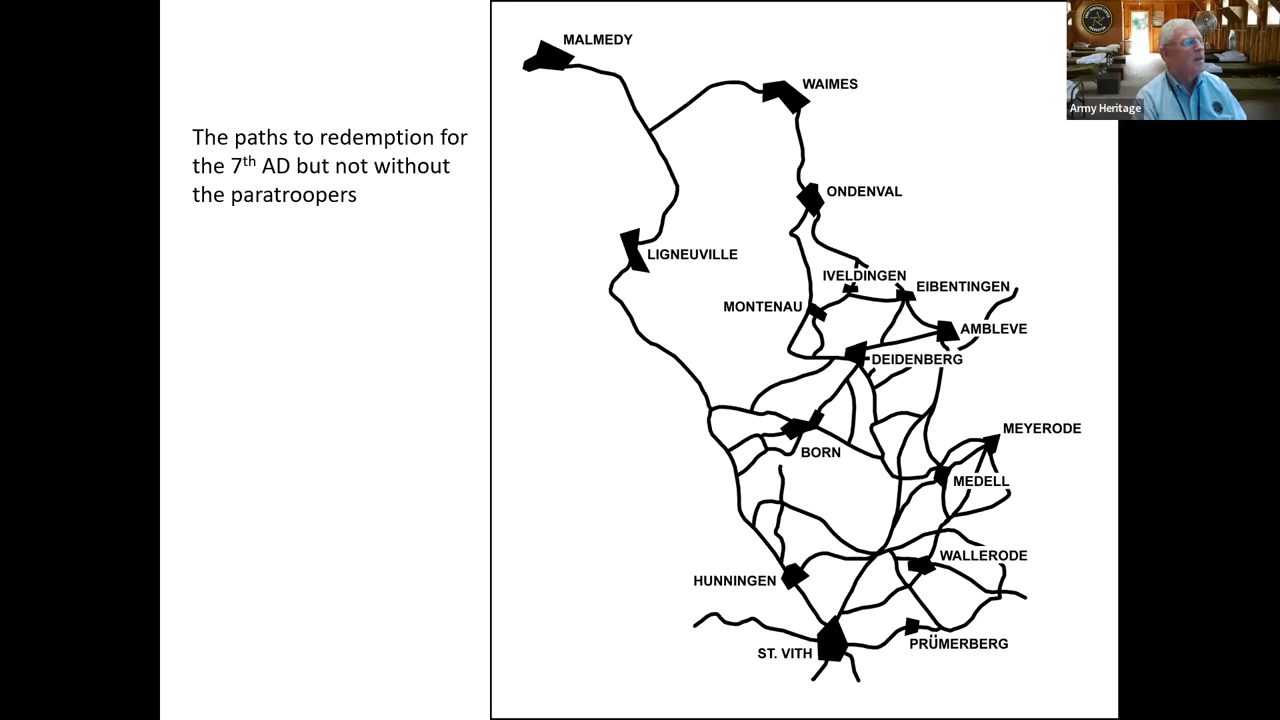 The paths to redemption for
the 7th AD but not without
the paratroopers
MALMEDY
WAIMES
ONDENVAL
LIGNEUVILLE
IVELDINGEN
EIBENTINGEN
MONTENAU
AMBLEVE
DEIDENBERG
MEYERODE
BORN
MEDELL
WALLERODE
HUNNINGEN
PRÜMERBERG
ST. VITH
Army Heritage